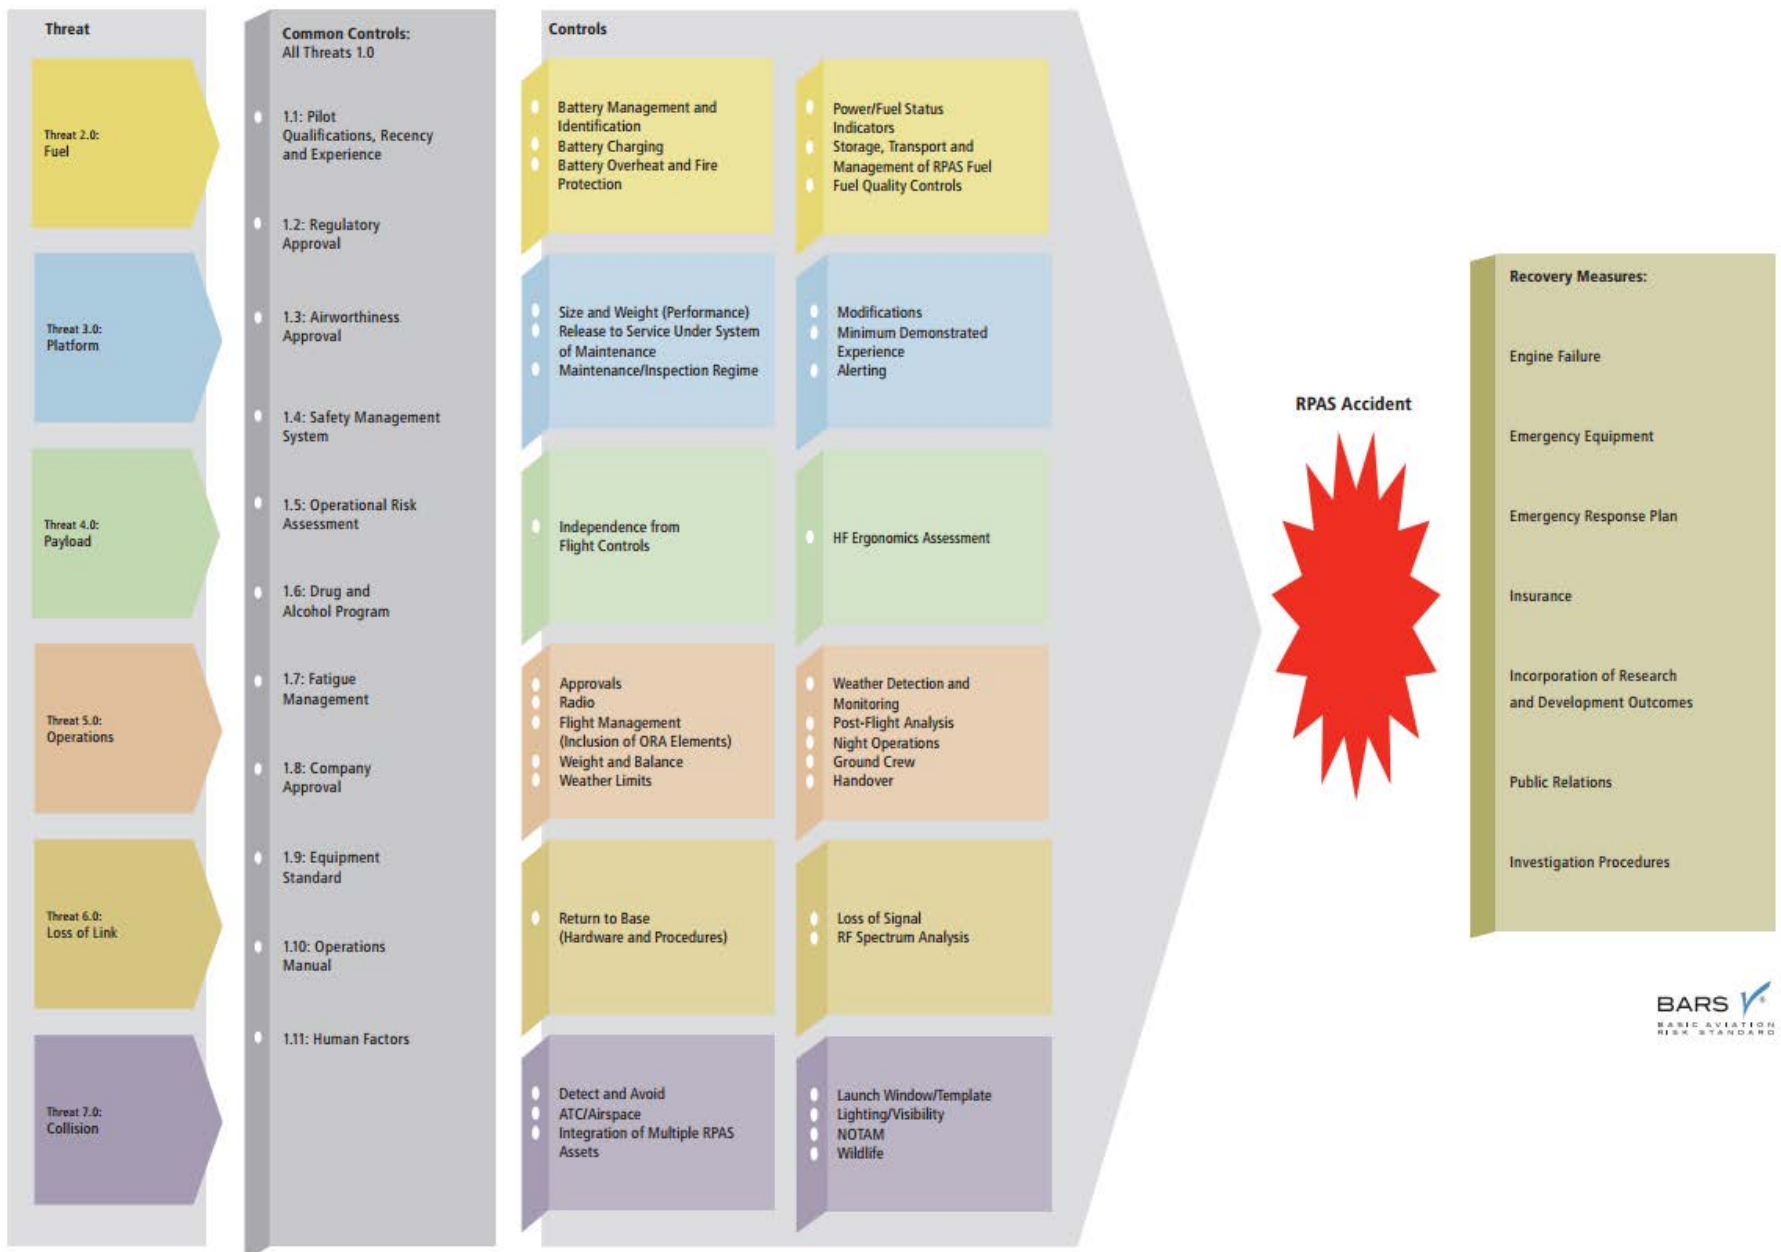 Threat
Threat 2.0:
Fuel
Threat 3.0:
Platform
Threat 4.0:
Payload
Threat 5.0:
Operations
Threat 6.0:
Loss of Link
Threat 7.0:
Collision
Common Controls:
All Threats 1.0
1.1: Pilot
Qualifications, Recency
and Experience
1.2: Regulatory
Approval
1.3: Airworthiness
Approval
1.4: Safety Management
System
1.5: Operational Risk
Assessment
1.6: Drug and
Alcohol Program
1.7: Fatigue
Management
1.8: Company
Approval
1.9: Equipment
Standard
1.10: Operations
Manual
1.11: Human Factors
Controls
Battery Management and
Identification
Battery Charging
Battery Overheat and Fire
Protection
Power/Fuel Status
Indicators
Storage, Transport and
Management of RPAS Fuel
Fuel Quality Controls
Size and Weight (Performance)
Release to Service Under System
of Maintenance
Maintenance/Inspection Regime
Modifications
Minimum Demonstrated
Experience
Alerting
Independence from
Flight Controls
HF Ergonomics Assessment
Approvals
Radio
Flight Management
(Inclusion of ORA Elements)
Weight and Balance
Weather Limits
Weather Detection and
Monitoring
Post-Flight Analysis
Night Operations
Ground Crew
Handover
Return to Base
(Hardware and Procedures)
Loss of Signal
RF Spectrum Analysis
Detect and Avoid
ATC/Airspace
Integration of Multiple RPAS
Assets
Launch Window/Template
Lighting/Visibility
NOTAM
Wildlife
RPAS Accident
Recovery Measures:
Engine Failure
Emergency Equipment
Emergency Response Plan
Insurance
Incorporation of Research
and Development Outcomes
Public Relations
Investigation Procedures
BARS ®
BASIC AVIATION
RISK STANDARD